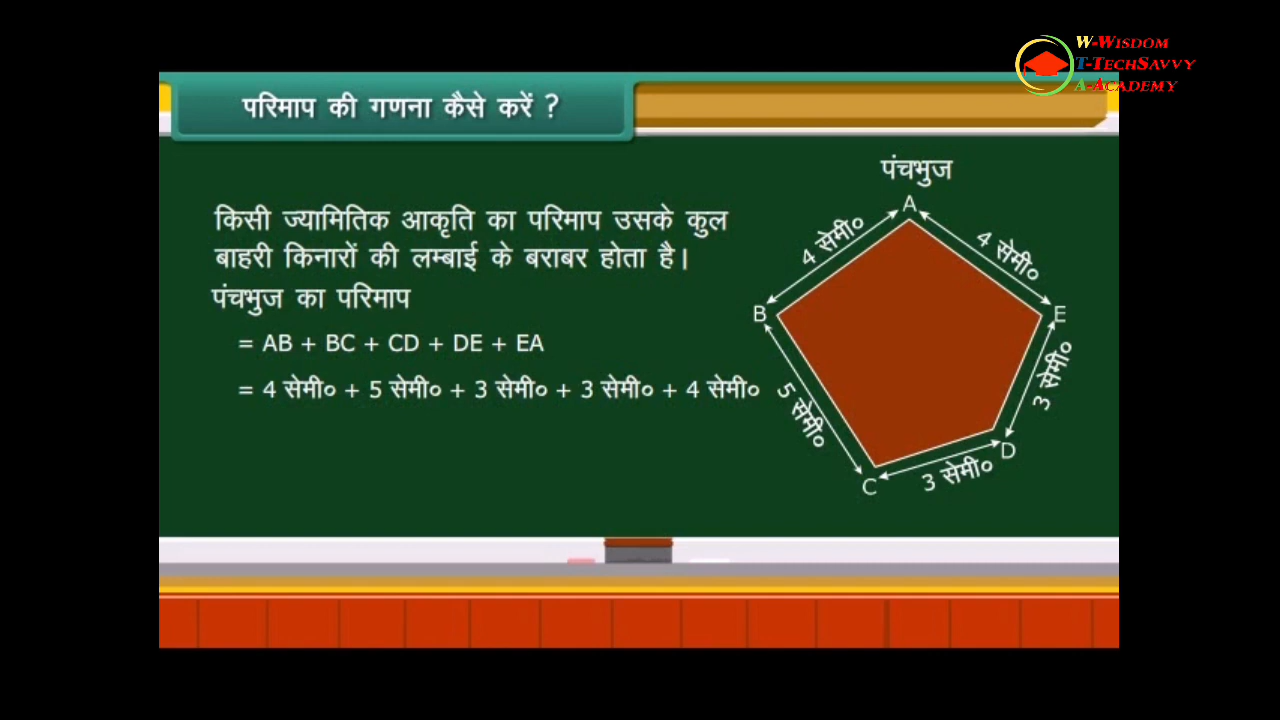 W-WISDOM
T-TECHSAVVY
A-ACADEMY
परिमाप की गणना कैसे करें ?
किसी ज्यामितिक आकृति का परिमाप उसके कुल
बाहरी किनारों की लम्बाई के बराबर होता है।
पंचभुज का परिमाप
= AB + BC + CD + DE + EA
= 4 सेमी० + 5 सेमी० + 3 सेमी० + 3 सेमी० + 4 सेमी०
पंचभुज
A
4 सेमी०
4 सेमी०
B
E
5 सेमी०
3 सेमी०
D
3 सेमी०
C